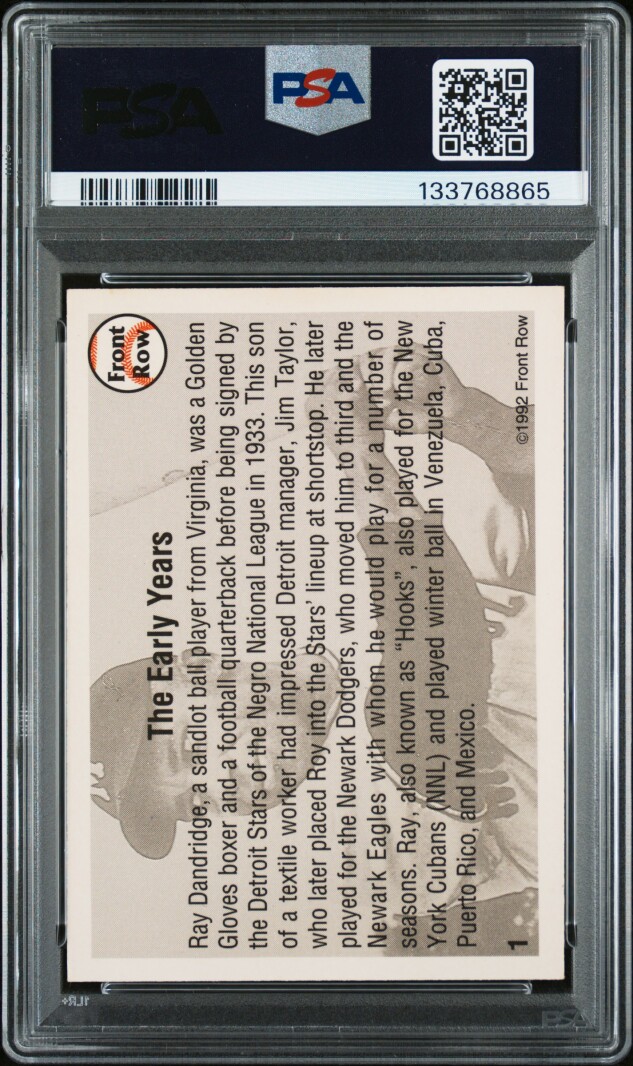 PSA
PSA
133768865
Front
Row
The Early Years
Ray Dandridge, a sandlot ball player from Virginia, was a Golden
Gloves boxer and a football quarterback before being signed by
the Detroit Stars of the Negro National League in 1933. This son
of a textile worker had impressed Detroit manager, Jim Taylor,
who later placed Roy into the Stars' lineup at shortstop. He later
played for the Newark Dodgers, who moved him to third and the
Newark Eagles with whom he would play for a number of
seasons. Ray, also known as "Hooks", also played for the New
York Cubans (NNL) and played winter ball in Venezuela, Cuba,
Puerto Rico, and Mexico.
1
©1992 Front Row
PSA